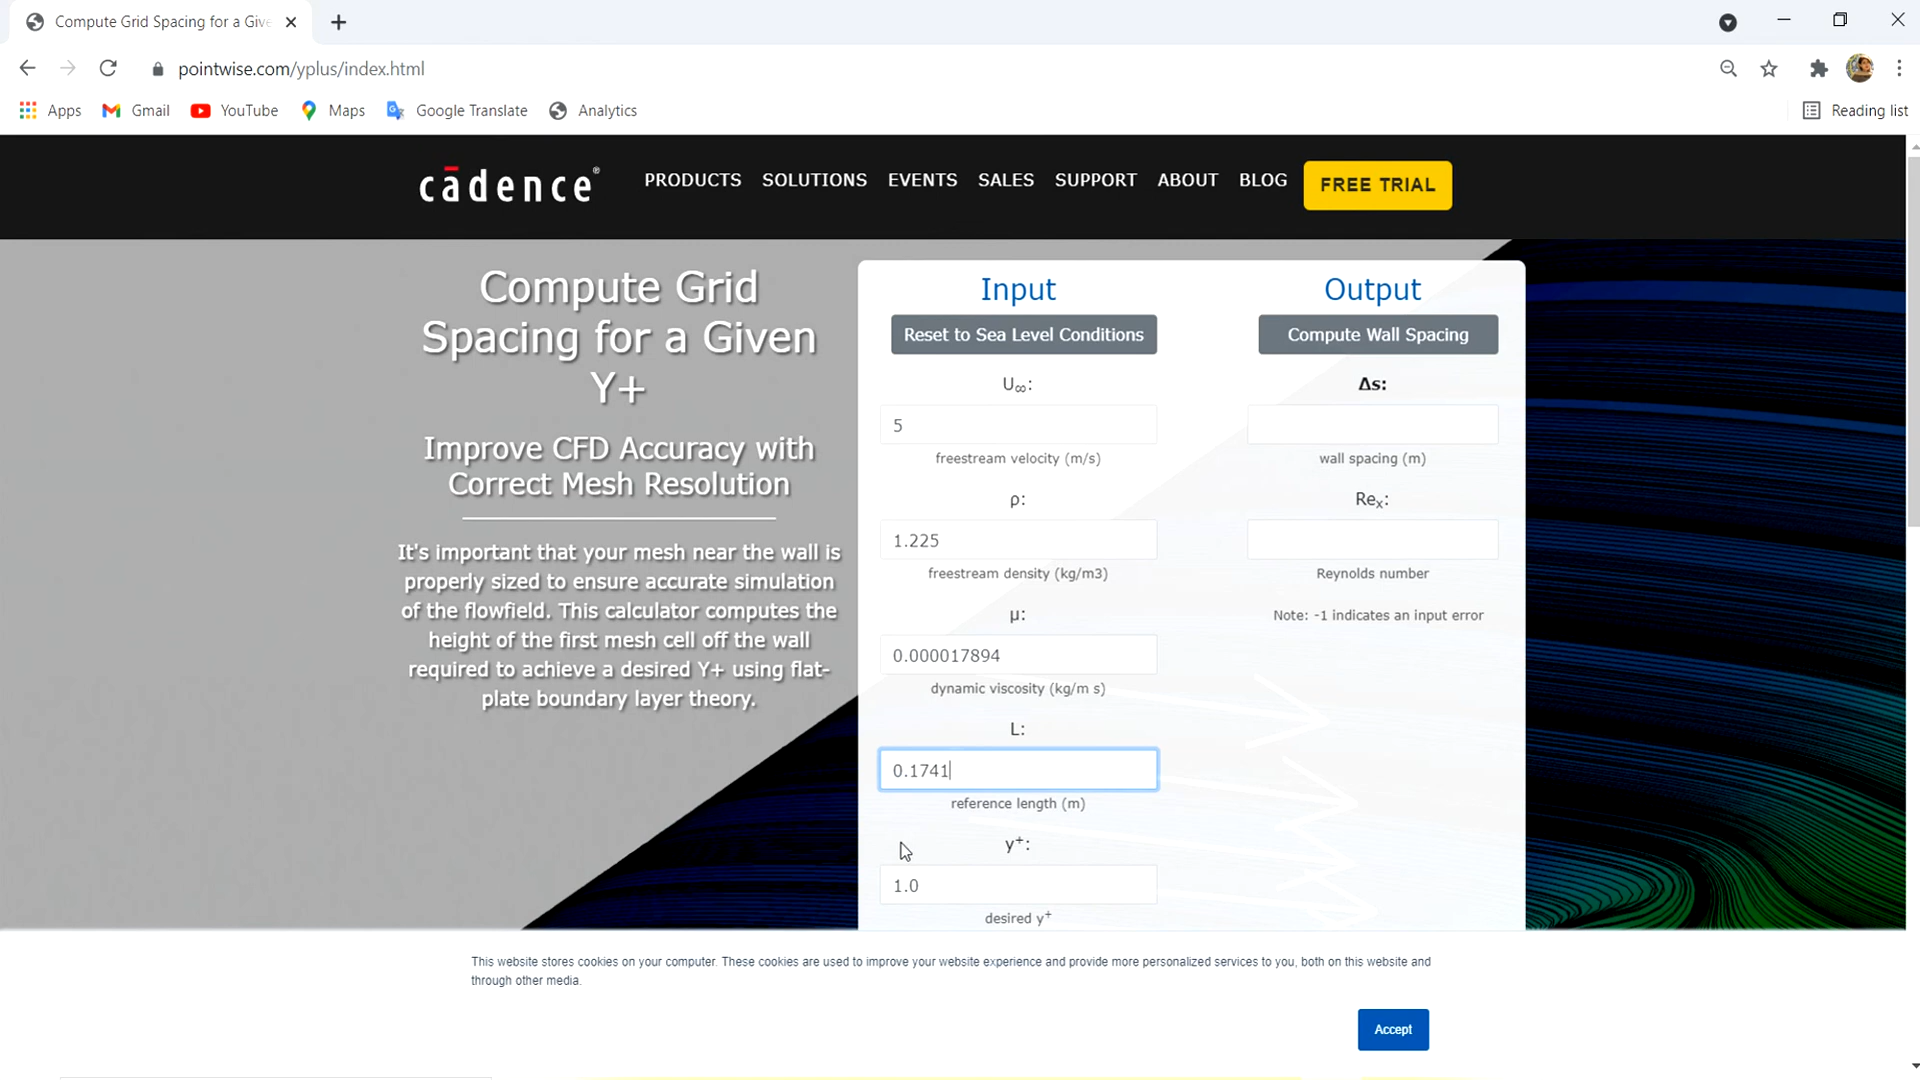 Compute Grid Spacing for a Giv
pointwise.com/yplus/index.html
Apps
Gmail
YouTube
Maps
Google Translate
Analytics
Reading list
cādence®
PRODUCTS
SOLUTIONS
EVENTS
SALES
SUPPORT
ABOUT
BLOG
FREE TRIAL
Compute Grid
Spacing for a Given
Y+
Improve CFD Accuracy with
Correct Mesh Resolution
It's important that your mesh near the wall is
properly sized to ensure accurate simulation
of the flowfield. This calculator computes the
height of the first mesh cell off the wall
required to achieve a desired Y+ using flat-
plate boundary layer theory.
Input
Reset to Sea Level Conditions
U∞:
5
freestream velocity (m/s)
ρ:
1.225
freestream density (kg/m3)
μ:
0.000017894
dynamic viscosity (kg/m s)
L:
0.1741
reference length (m)
y+:
1.0
desired y+
Output
Compute Wall Spacing
Δs:
wall spacing (m)
Rex:
Reynolds number
Note: -1 indicates an input error
This website stores cookies on your computer. These cookies are used to improve your website experience and provide more personalized services to you, both on this website and
through other media.
Accept